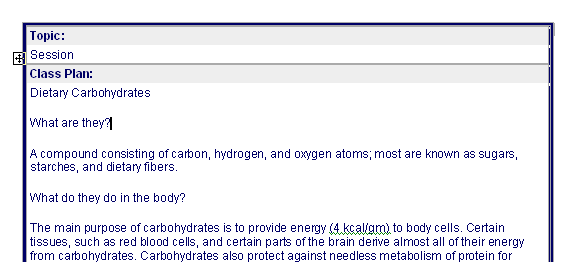 Topic:
Session
Class Plan:
Dietary Carbohydrates
What are they?
A compound consisting of carbon, hydrogen, and oxygen atoms; most are known as sugars,
starches, and dietary fibers.
What do they do in the body?
The main purpose of carbohydrates is to provide energy (4 kcal/gm) to body cells. Certain
tissues, such as red blood cells, and certain parts of the brain derive almost all of their energy
from carbohydrates. Carbohydrates also protect against needless metabolism of protein for